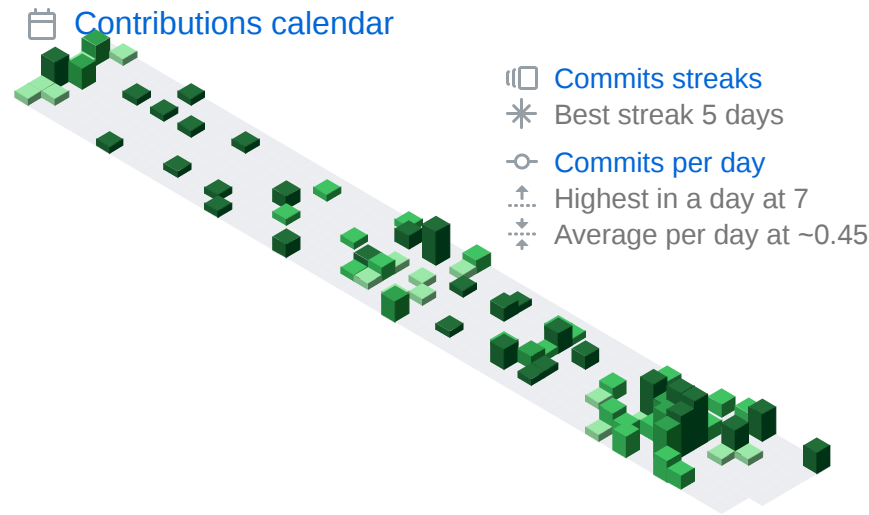 Contributions calendar
Commits streaks
Best streak 5 days
Commits per day
Highest in a day at 7
Average per day at ~0.45